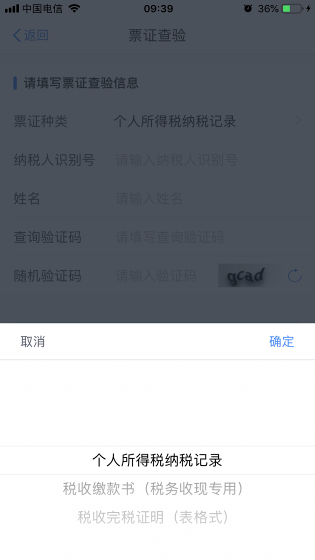 中国电信 09:39 36%
返回 票证查验
请填写票证查验信息
票证种类 个人所得税纳税记录
纳税人识别号 请输入纳税人识别号
姓名 请输入姓名
查询验证码 请填写查询验证码
随机验证码 请输入验证码 qcad
取消 确定
个人所得税纳税记录
税收缴款书（税务收现专用）
税收完税证明（表格式）